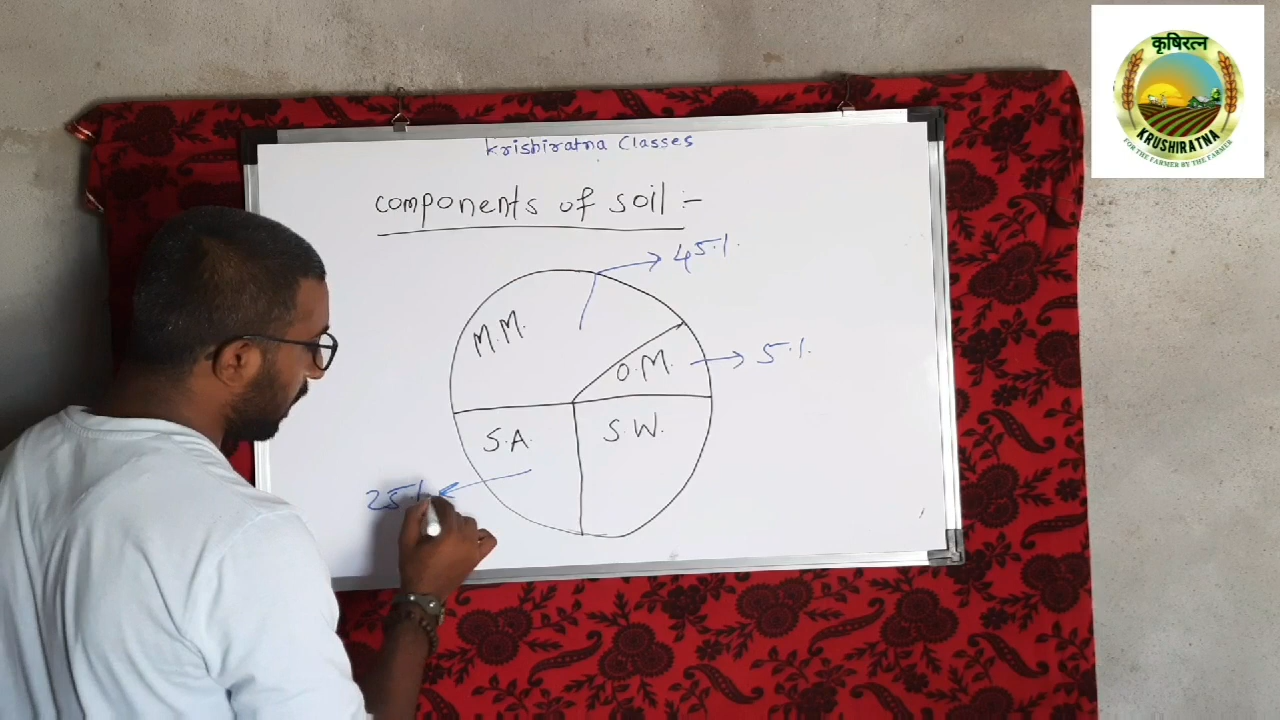 कृषिरत्न
KRUSHIRATNA
FOR THE FARMER BY THE FARMER
Krishiratna Classes
components of soil :-
45%.
M.M.
O.M.
5%.
S.A.
S.W.
25%